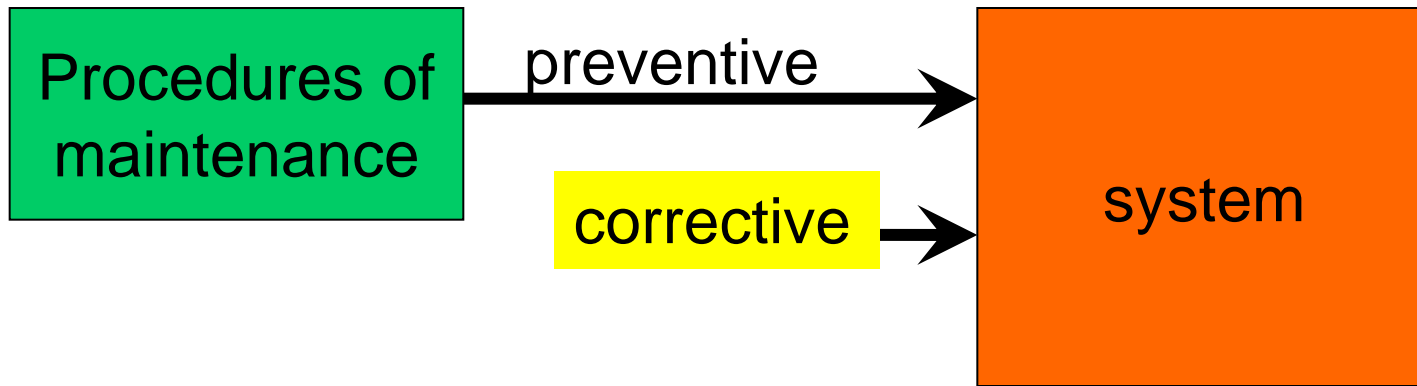 Procedures of
maintenance
preventive
corrective
system